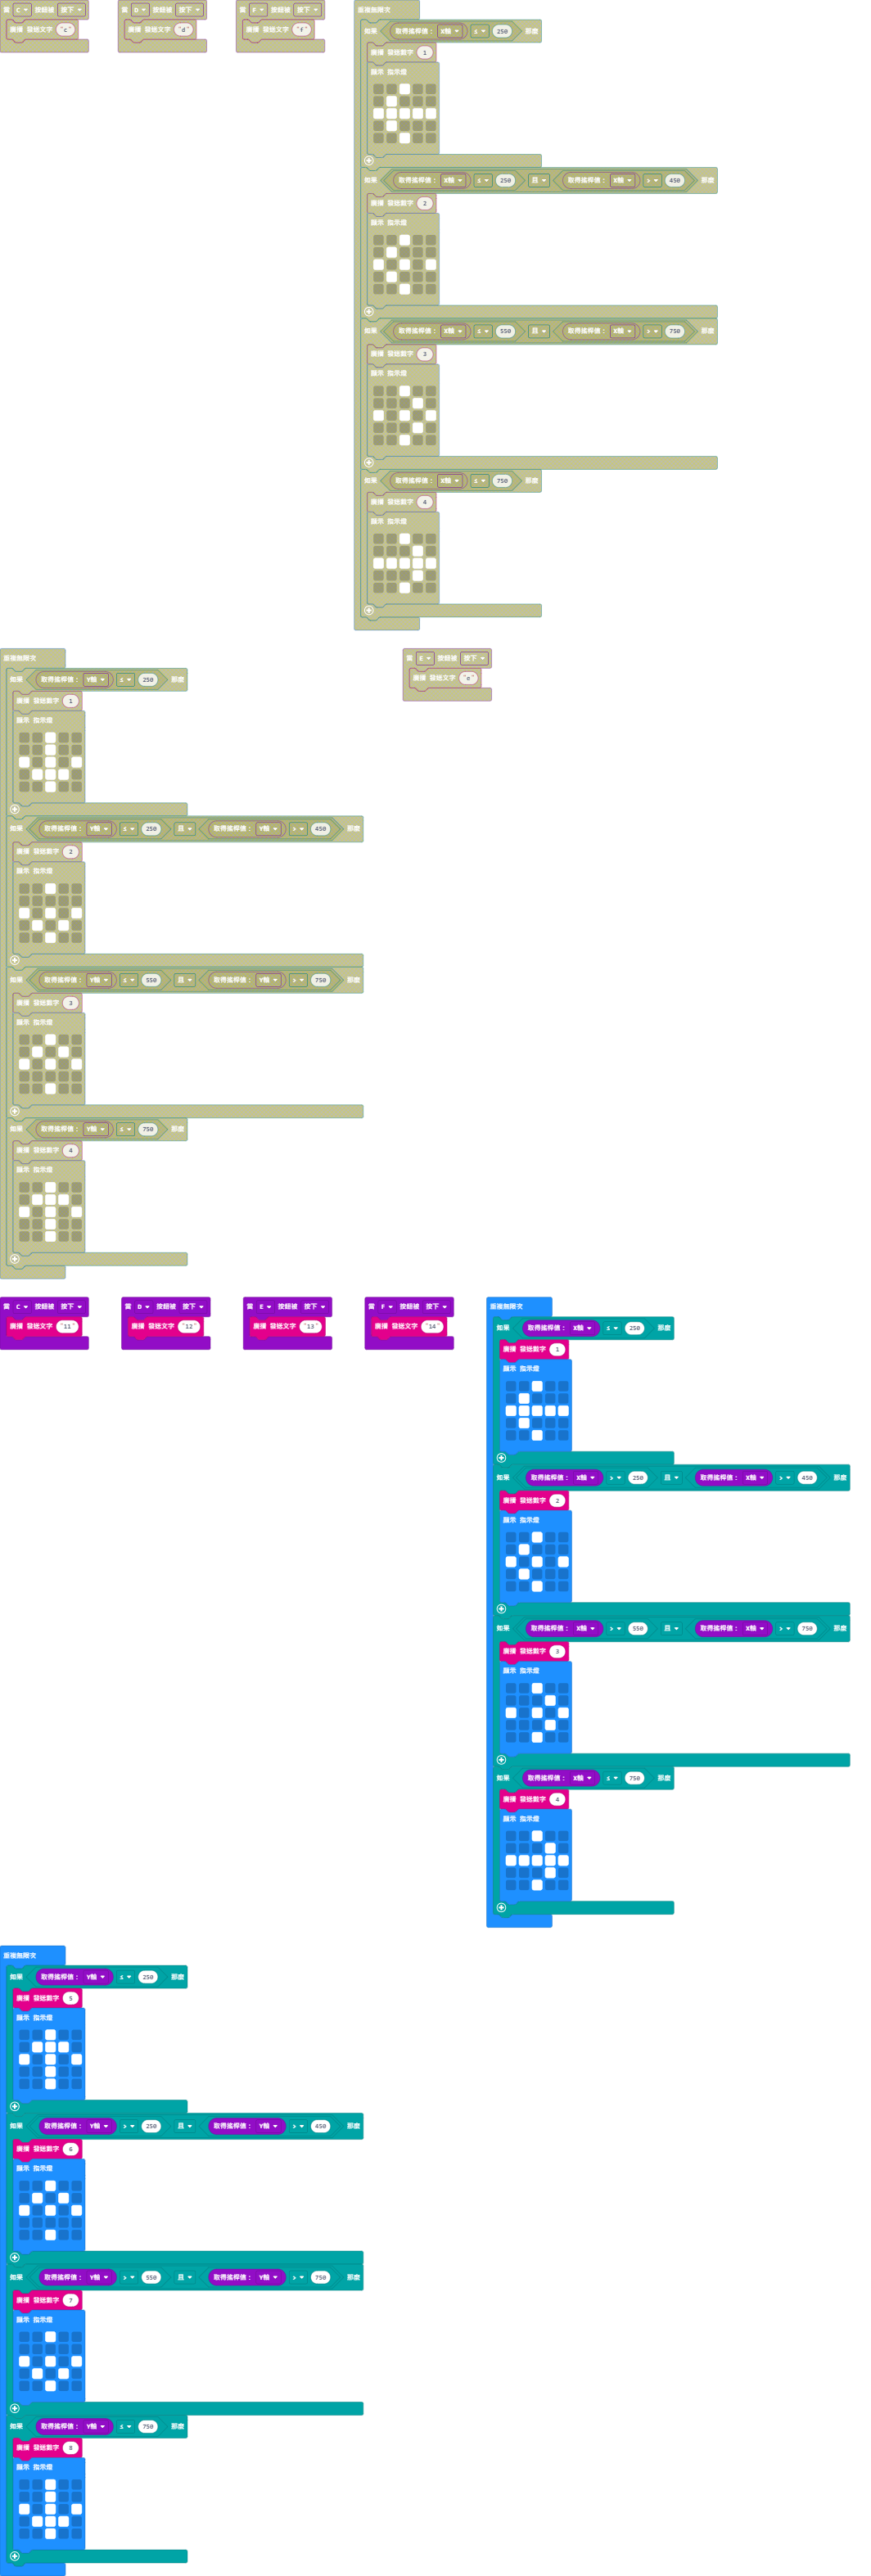 當 C 按鈕被 按下
廣播 發送文字 "c"
當 D 按鈕被 按下
廣播 發送文字 "d"
當 F 按鈕被 按下
廣播 發送文字 "f"
重複無限次
如果 取得搖桿值： X軸 ≤ 250 那麼
廣播 發送數字 1
顯示 指示燈
如果 取得搖桿值： X軸 ≤ 250 且 取得搖桿值： X軸 > 450 那麼
廣播 發送數字 2
顯示 指示燈
如果 取得搖桿值： X軸 ≤ 550 且 取得搖桿值： X軸 > 750 那麼
廣播 發送數字 3
顯示 指示燈
如果 取得搖桿值： X軸 ≤ 750 那麼
廣播 發送數字 4
顯示 指示燈
重複無限次
如果 取得搖桿值： Y軸 ≤ 250 那麼
廣播 發送數字 1
顯示 指示燈
如果 取得搖桿值： Y軸 ≤ 250 且 取得搖桿值： Y軸 > 450 那麼
廣播 發送數字 2
顯示 指示燈
如果 取得搖桿值： Y軸 ≤ 550 且 取得搖桿值： Y軸 > 750 那麼
廣播 發送數字 3
顯示 指示燈
如果 取得搖桿值： Y軸 ≤ 750 那麼
廣播 發送數字 4
顯示 指示燈
當 E 按鈕被 按下
廣播 發送文字 "e"
當 C 按鈕被 按下
廣播 發送文字 "11"
當 D 按鈕被 按下
廣播 發送文字 "12"
當 E 按鈕被 按下
廣播 發送文字 "13"
當 F 按鈕被 按下
廣播 發送文字 "14"
重複無限次
如果 取得搖桿值： X軸 ≤ 250 那麼
廣播 發送數字 1
顯示 指示燈
如果 取得搖桿值： X軸 > 250 且 取得搖桿值： X軸 > 450 那麼
廣播 發送數字 2
顯示 指示燈
如果 取得搖桿值： X軸 > 550 且 取得搖桿值： X軸 > 750 那麼
廣播 發送數字 3
顯示 指示燈
如果 取得搖桿值： X軸 ≤ 750 那麼
廣播 發送數字 4
顯示 指示燈
重複無限次
如果 取得搖桿值： Y軸 ≤ 250 那麼
廣播 發送數字 5
顯示 指示燈
如果 取得搖桿值： Y軸 > 250 且 取得搖桿值： Y軸 > 450 那麼
廣播 發送數字 6
顯示 指示燈
如果 取得搖桿值： Y軸 > 550 且 取得搖桿值： Y軸 > 750 那麼
廣播 發送數字 7
顯示 指示燈
如果 取得搖桿值： Y軸 ≤ 750 那麼
廣播 發送數字 8
顯示 指示燈